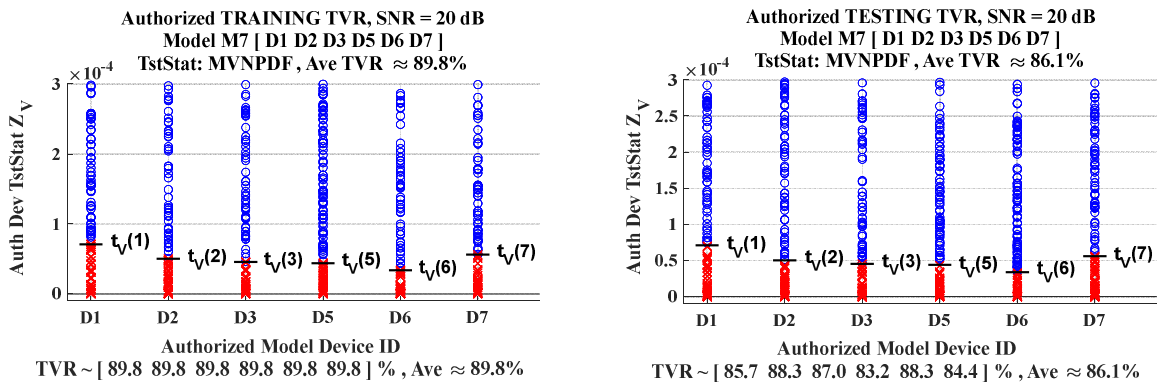 Authorized TRAINING TVR, SNR = 20 dB
Model M7 [ D1 D2 D3 D5 D6 D7 ]
TstStat: MVNPDF , Ave TVR ≈ 89.8%
×10⁻⁴
3
2
1
0
Auth Dev TstStat Z_V
t_V(1)
t_V(2)
t_V(3)
t_V(5)
t_V(6)
t_V(7)
D1 D2 D3 D5 D6 D7
Authorized Model Device ID
TVR ~ [ 89.8 89.8 89.8 89.8 89.8 89.8 ] % , Ave ≈ 89.8%
Authorized TESTING TVR, SNR = 20 dB
Model M7 [ D1 D2 D3 D5 D6 D7 ]
TstStat: MVNPDF , Ave TVR ≈ 86.1%
×10⁻⁴
3
2.5
2
1.5
1
0.5
0
Auth Dev TstStat Z_V
t_V(1)
t_V(2)
t_V(3)
t_V(5)
t_V(6)
t_V(7)
D1 D2 D3 D5 D6 D7
Authorized Model Device ID
TVR ~ [ 85.7 88.3 87.0 83.2 88.3 84.4 ] % , Ave ≈ 86.1%